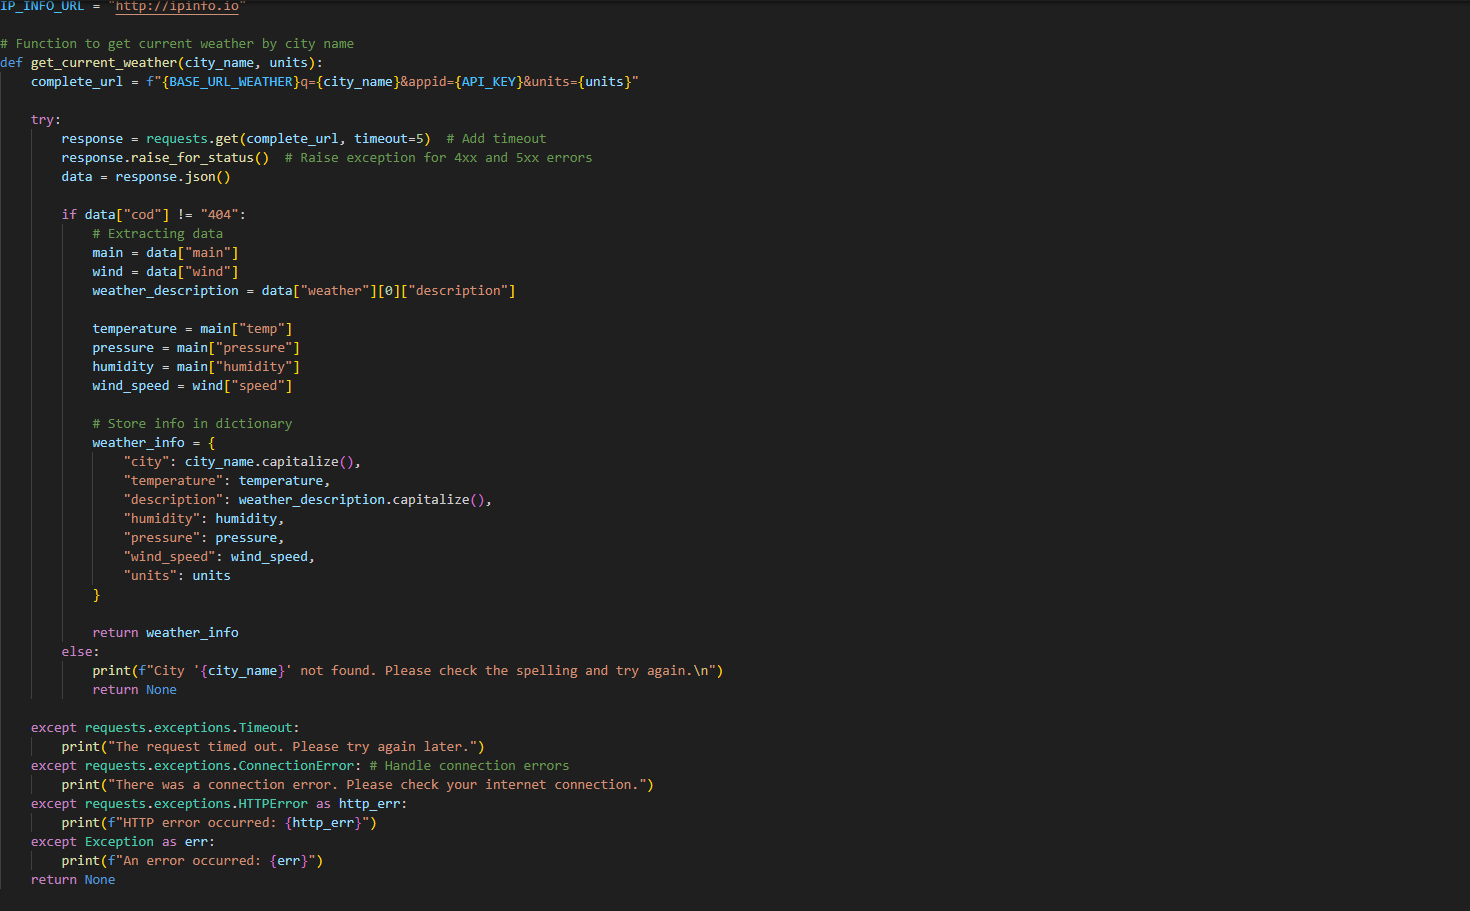 IP_INFO_URL = "http://ipinfo.io"

# Function to get current weather by city name
def get_current_weather(city_name, units):
    complete_url = f"{BASE_URL_WEATHER}q={city_name}&appid={API_KEY}&units={units}"

    try:
        response = requests.get(complete_url, timeout=5)  # Add timeout
        response.raise_for_status()  # Raise exception for 4xx and 5xx errors
        data = response.json()

        if data["cod"] != "404":
            # Extracting data
            main = data["main"]
            wind = data["wind"]
            weather_description = data["weather"][0]["description"]

            temperature = main["temp"]
            pressure = main["pressure"]
            humidity = main["humidity"]
            wind_speed = wind["speed"]

            # Store info in dictionary
            weather_info = {
                "city": city_name.capitalize(),
                "temperature": temperature,
                "description": weather_description.capitalize(),
                "humidity": humidity,
                "pressure": pressure,
                "wind_speed": wind_speed,
                "units": units
            }

            return weather_info
        else:
            print(f"City '{city_name}' not found. Please check the spelling and try again.\n")
            return None

    except requests.exceptions.Timeout:
        print("The request timed out. Please try again later.")
    except requests.exceptions.ConnectionError: # Handle connection errors
        print("There was a connection error. Please check your internet connection.")
    except requests.exceptions.HTTPError as http_err:
        print(f"HTTP error occurred: {http_err}")
    except Exception as err:
        print(f"An error occurred: {err}")
    return None